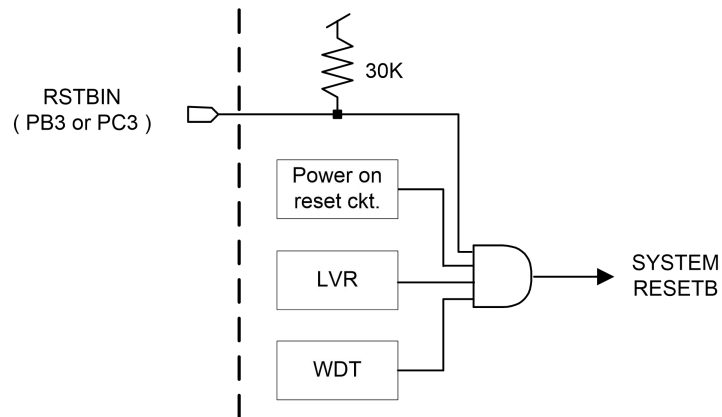 30K
RSTBIN
( PB3 or PC3 )
Power on
reset ckt.
LVR
SYSTEM
RESETB
WDT